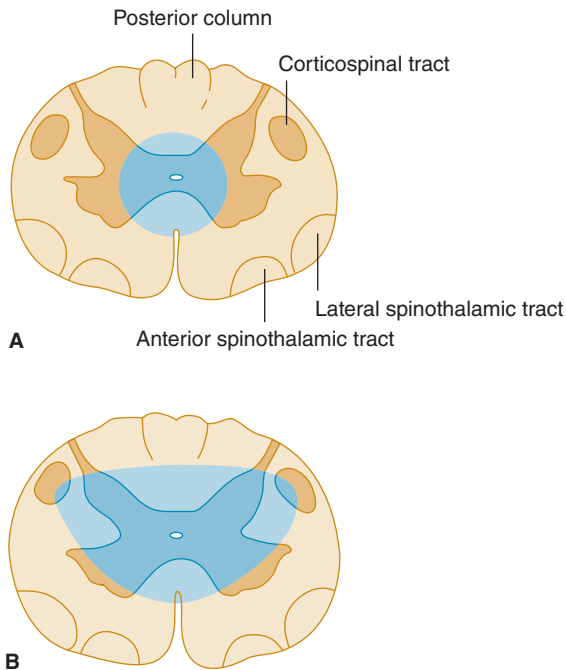 Posterior column
Corticospinal tract
Lateral spinothalamic tract
Anterior spinothalamic tract
A
B